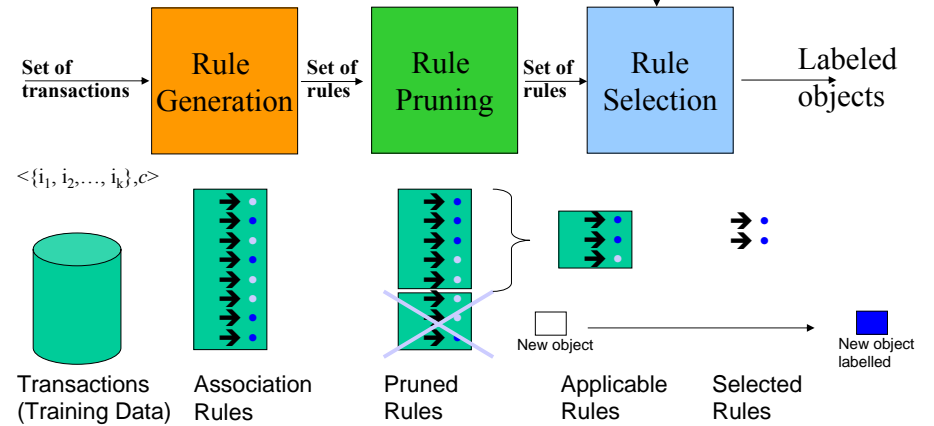 Set of
transactions
Rule
Generation
Set of
rules
Rule
Pruning
Set of
rules
Rule
Selection
Labeled
objects
<{i₁, i₂,…, iₖ},c>
New object
New object
labelled
Transactions
(Training Data)
Association
Rules
Pruned
Rules
Applicable
Rules
Selected
Rules